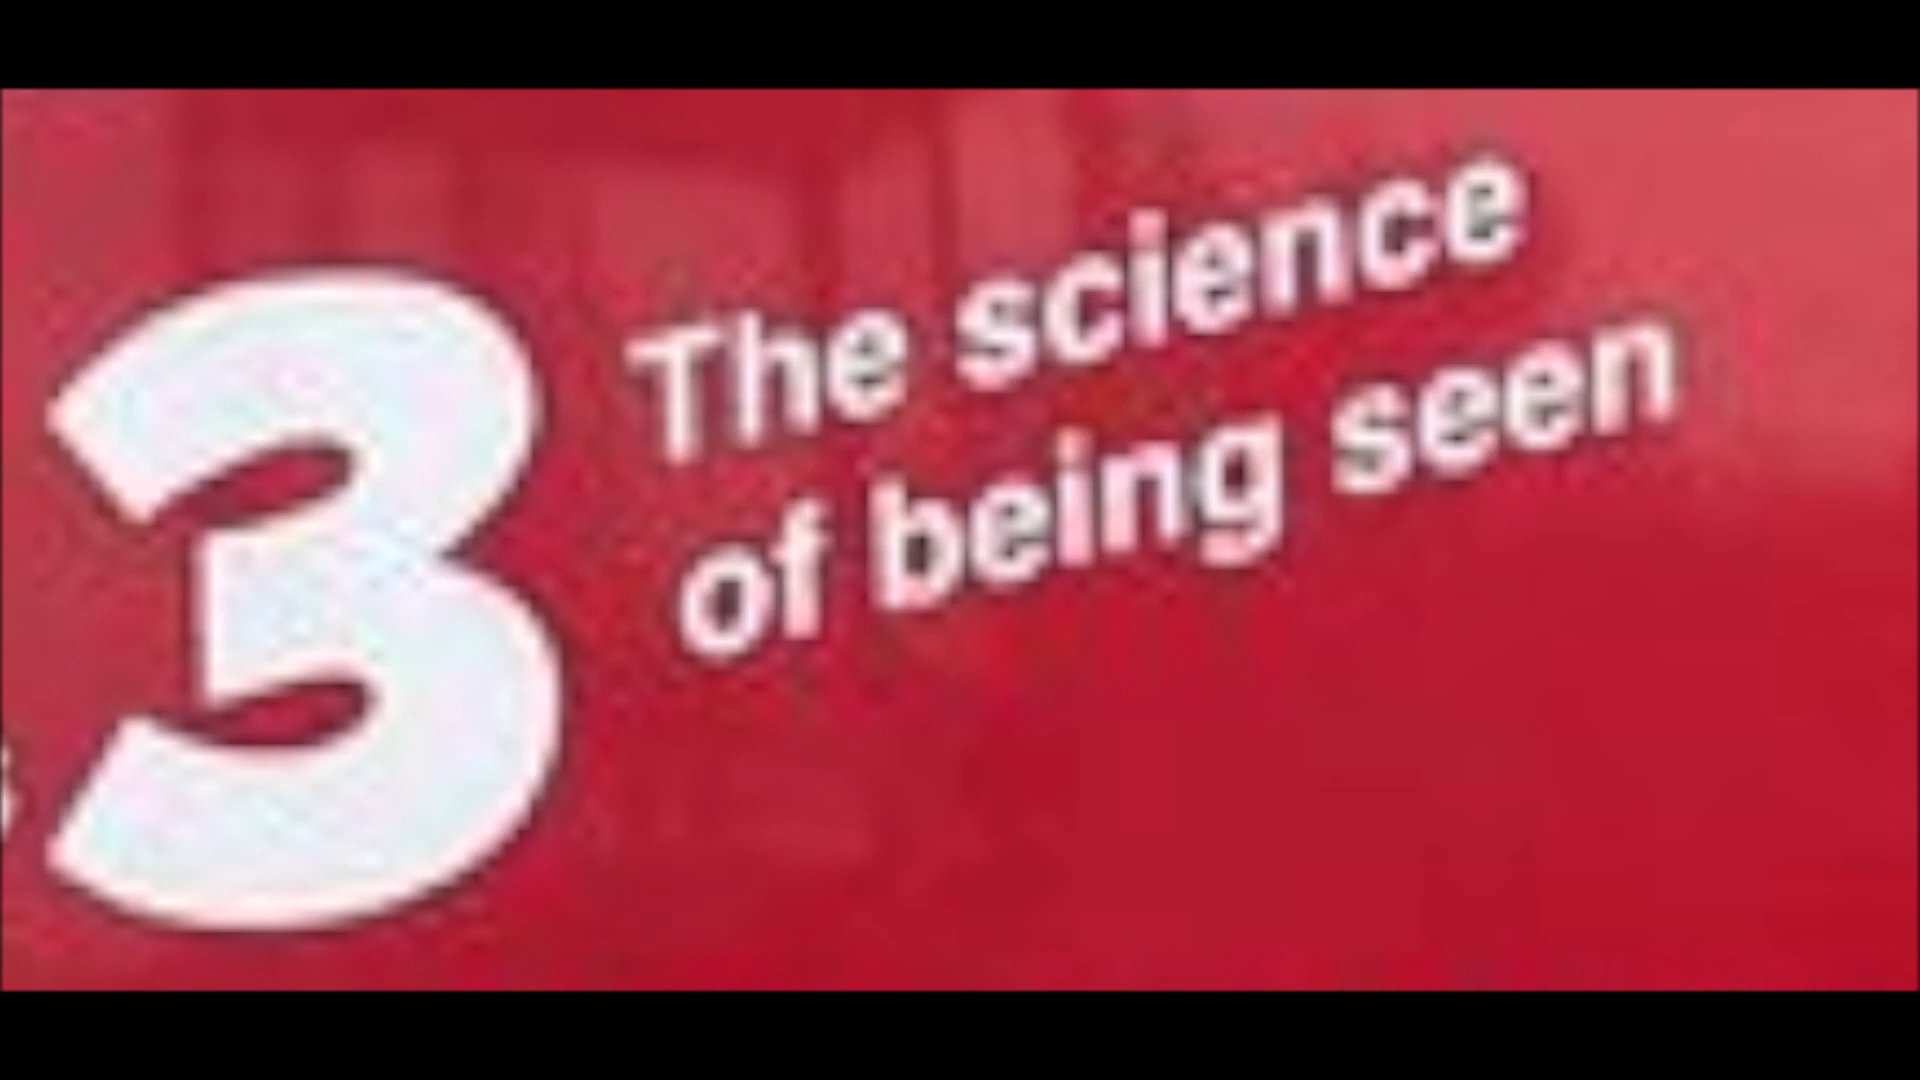 3
The science
of being seen